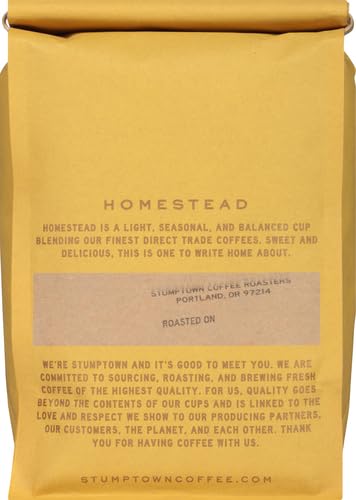 HOMESTEAD
HOMESTEAD IS A LIGHT, SEASONAL, AND BALANCED CUP
BLENDING OUR FINEST DIRECT TRADE COFFEES. SWEET AND
DELICIOUS, THIS IS ONE TO WRITE HOME ABOUT.
STUMPTOWN COFFEE ROASTERS
PORTLAND, OR 97214
ROASTED ON
WE'RE STUMPTOWN AND IT'S GOOD TO MEET YOU. WE ARE
COMMITTED TO SOURCING, ROASTING, AND BREWING FRESH
COFFEE OF THE HIGHEST QUALITY. FOR US, QUALITY GOES
BEYOND THE CONTENTS OF OUR CUPS AND IS LINKED TO THE
LOVE AND RESPECT WE SHOW TO OUR PRODUCING PARTNERS,
OUR CUSTOMERS, THE PLANET, AND EACH OTHER. THANK
YOU FOR HAVING COFFEE WITH US.
STUMPTOWNCOFFEE.COM